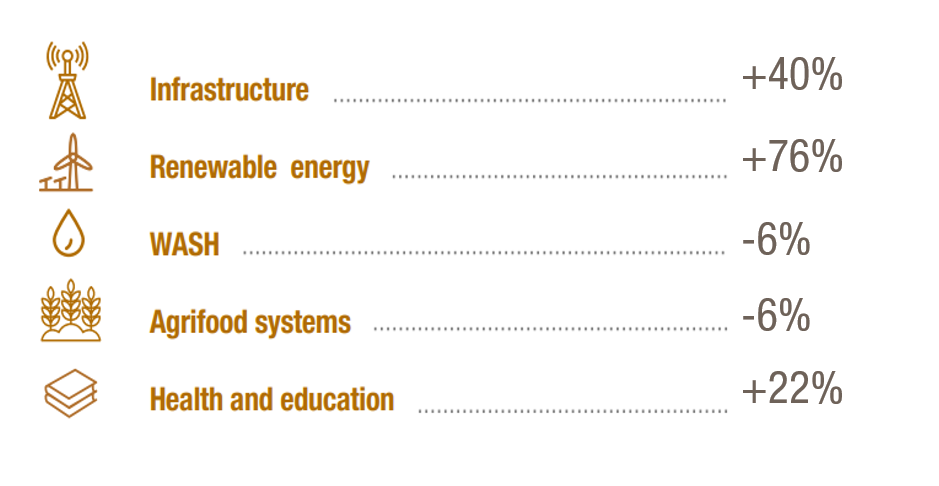 Infrastructure +40%
Renewable energy +76%
WASH -6%
Agrifood systems -6%
Health and education +22%